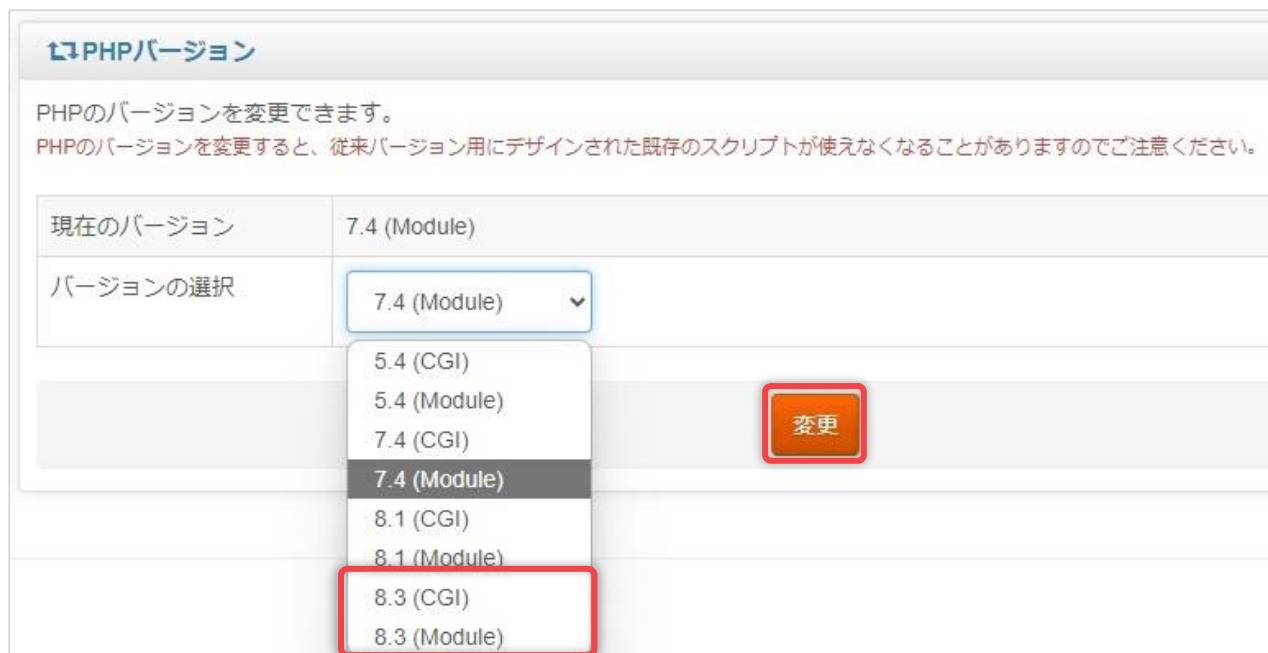 PHPバージョン
PHPのバージョンを変更できます。
PHPのバージョンを変更すると、従来バージョン用にデザインされた既存のスクリプトが使えなくなることがありますのでご注意ください。
現在のバージョン 7.4 (Module)
バージョンの選択 7.4 (Module)
5.4 (CGI)
5.4 (Module)
7.4 (CGI)
変更
7.4 (Module)
8.1 (CGI)
8.1 (Module)
8.3 (CGI)
8.3 (Module)